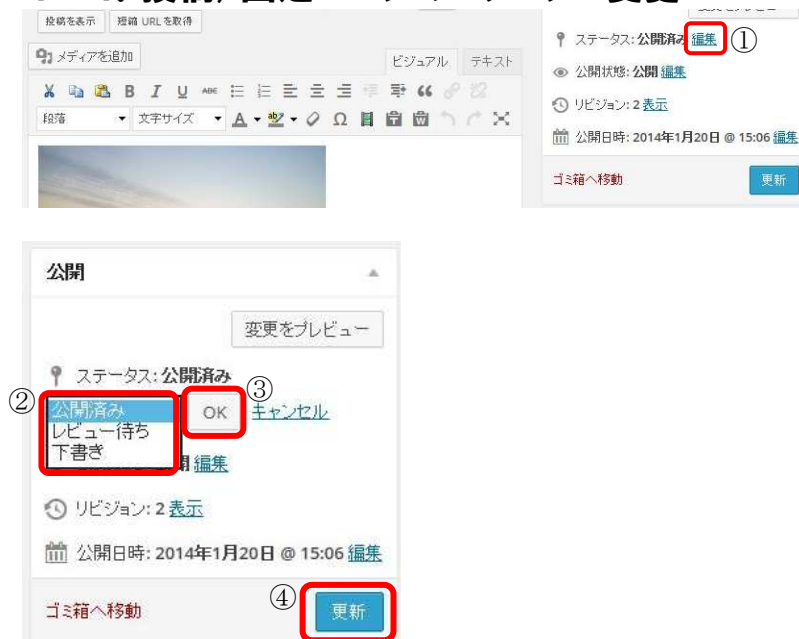 投稿を表示 短縮 URL を取得
メディアを追加
ビジュアル テキスト
B I U ABC
段落 文字サイズ A ab Ω
ステータス: 公開済み 編集 ①
公開状態: 公開 編集
リビジョン: 2 表示
公開日時: 2014年1月20日 @ 15:06 編集
ゴミ箱へ移動 更新
公開
変更をプレビュー
ステータス: 公開済み
② ③
公開済み OK キャンセル
レビュー待ち
下書き
編集
リビジョン: 2 表示
公開日時: 2014年1月20日 @ 15:06 編集
④
ゴミ箱へ移動 更新